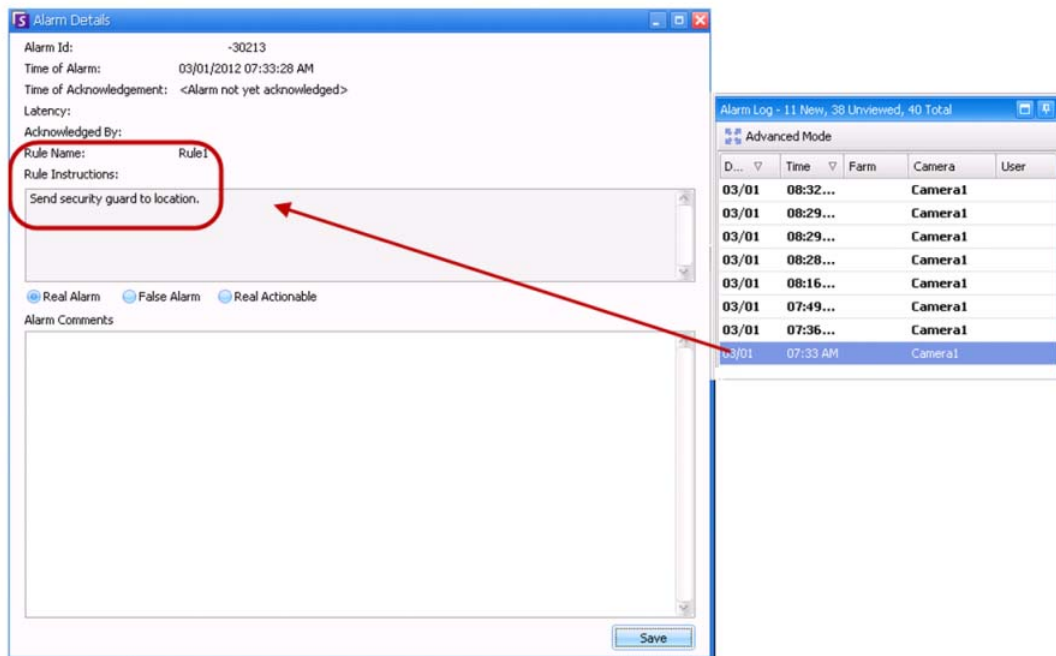 Alarm Details
Alarm Id: -30213
Time of Alarm: 03/01/2012 07:33:28 AM
Time of Acknowledgement: <Alarm not yet acknowledged>
Latency:
Acknowledged By:
Rule Name: Rule1
Rule Instructions:
Send security guard to location.
Real Alarm False Alarm Real Actionable
Alarm Comments
Save
Alarm Log - 11 New, 38 Unviewed, 40 Total
Advanced Mode
D... Time Farm Camera User
03/01 08:32... Camera1
03/01 08:29... Camera1
03/01 08:29... Camera1
03/01 08:28... Camera1
03/01 08:16... Camera1
03/01 07:49... Camera1
03/01 07:36... Camera1
03/01 07:33 AM Camera1